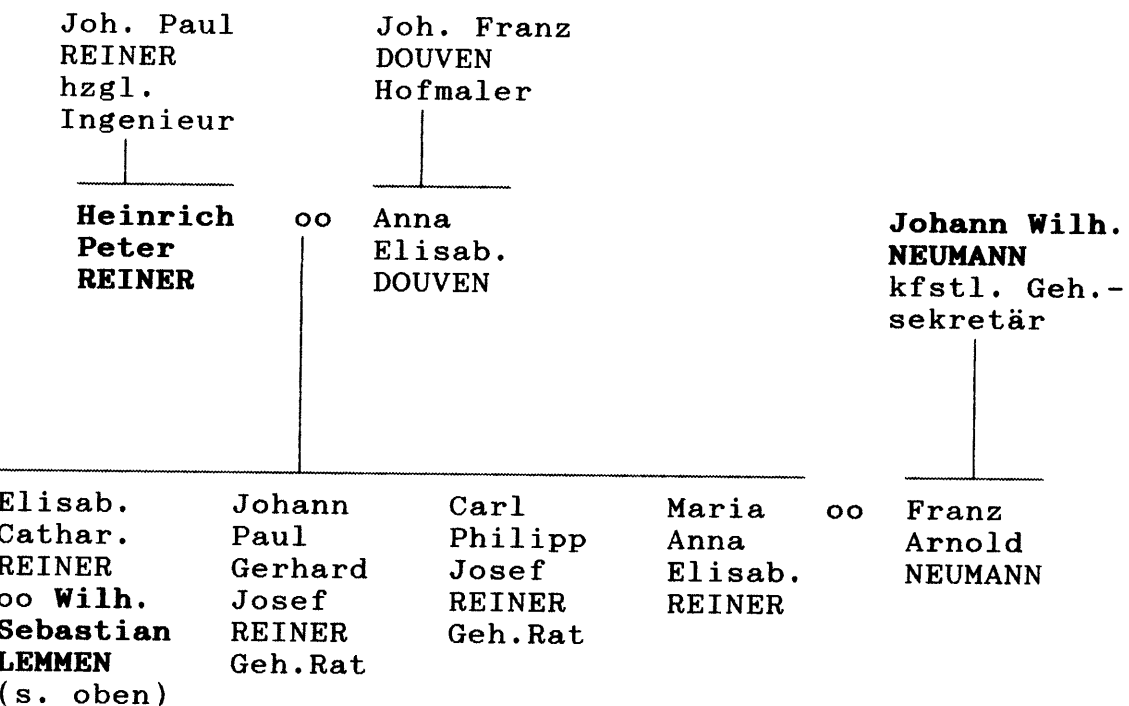 Joh. Paul
REINER
hzgl.
Ingenieur
Joh. Franz
DOUVEN
Hofmaler
Heinrich
Peter
REINER
oo
Anna
Elisab.
DOUVEN
Johann Wilh.
NEUMANN
kfstl. Geh.-
sekretär
Elisab.
Cathar.
REINER
oo Wilh.
Sebastian
LEMMEN
(s. oben)
Johann
Paul
Gerhard
Josef
REINER
Geh.Rat
Carl
Philipp
Josef
REINER
Geh.Rat
Maria
Anna
Elisab.
REINER
oo
Franz
Arnold
NEUMANN